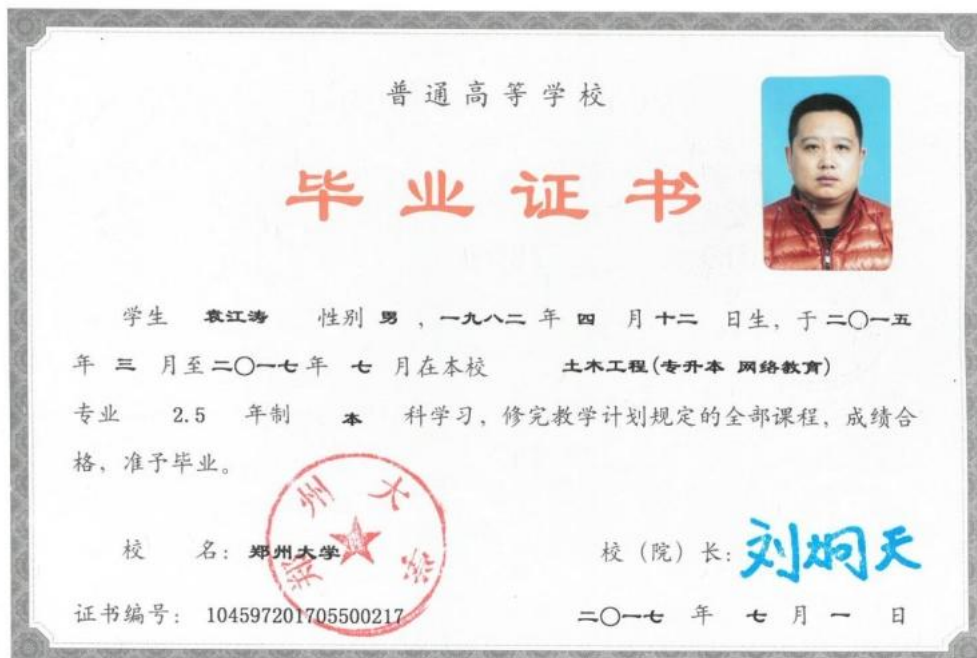 普通高等学校
毕业证书
学生 袁江涛 性别 男 ，一九八二 年 四 月 十二 日生，于 二〇一五
年 三 月至 二〇一七 年 七 月在本校 土木工程(专升本 网络教育)
专业 2.5 年制 本 科学习，修完教学计划规定的全部课程，成绩合
格，准予毕业。
郑州大学
校 名：郑州大学 校（院）长：刘炯天
证书编号： 104597201705500217 二〇一七 年 七 月 一 日